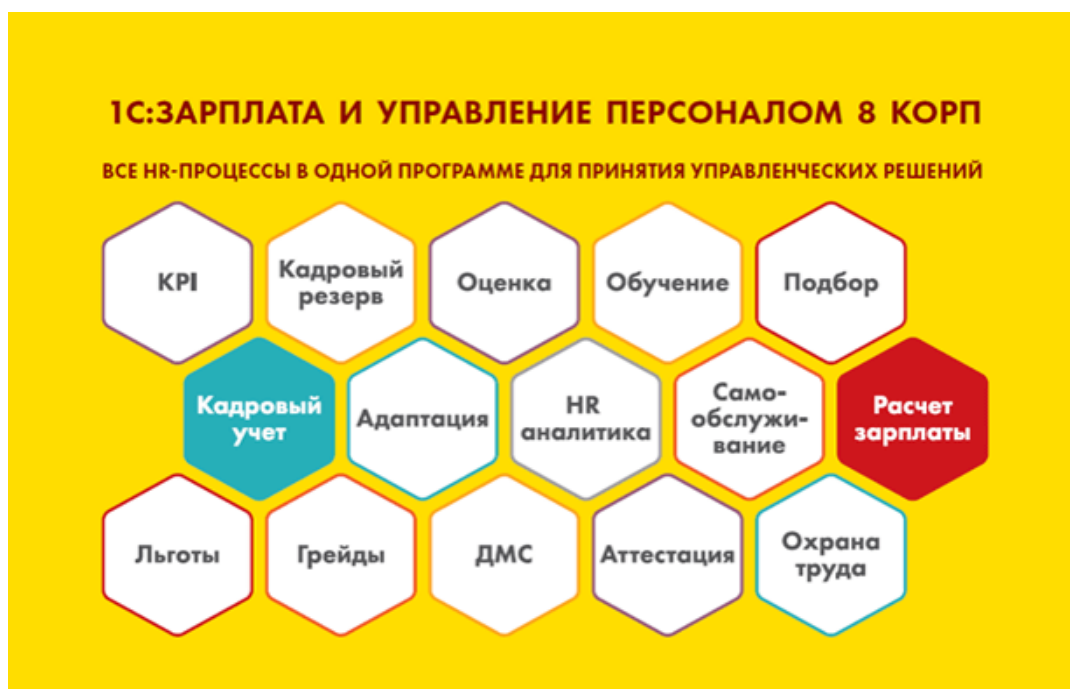 1С:ЗАРПЛАТА И УПРАВЛЕНИЕ ПЕРСОНАЛОМ 8 КОРП
ВСЕ HR-ПРОЦЕССЫ В ОДНОЙ ПРОГРАММЕ ДЛЯ ПРИНЯТИЯ УПРАВЛЕНЧЕСКИХ РЕШЕНИЙ
KPI
Кадровый
резерв
Оценка
Обучение
Подбор
Кадровый
учет
Адаптация
HR
аналитика
Само-
обслужи-
вание
Расчет
зарплаты
Льготы
Грейды
ДМС
Аттестация
Охрана
труда